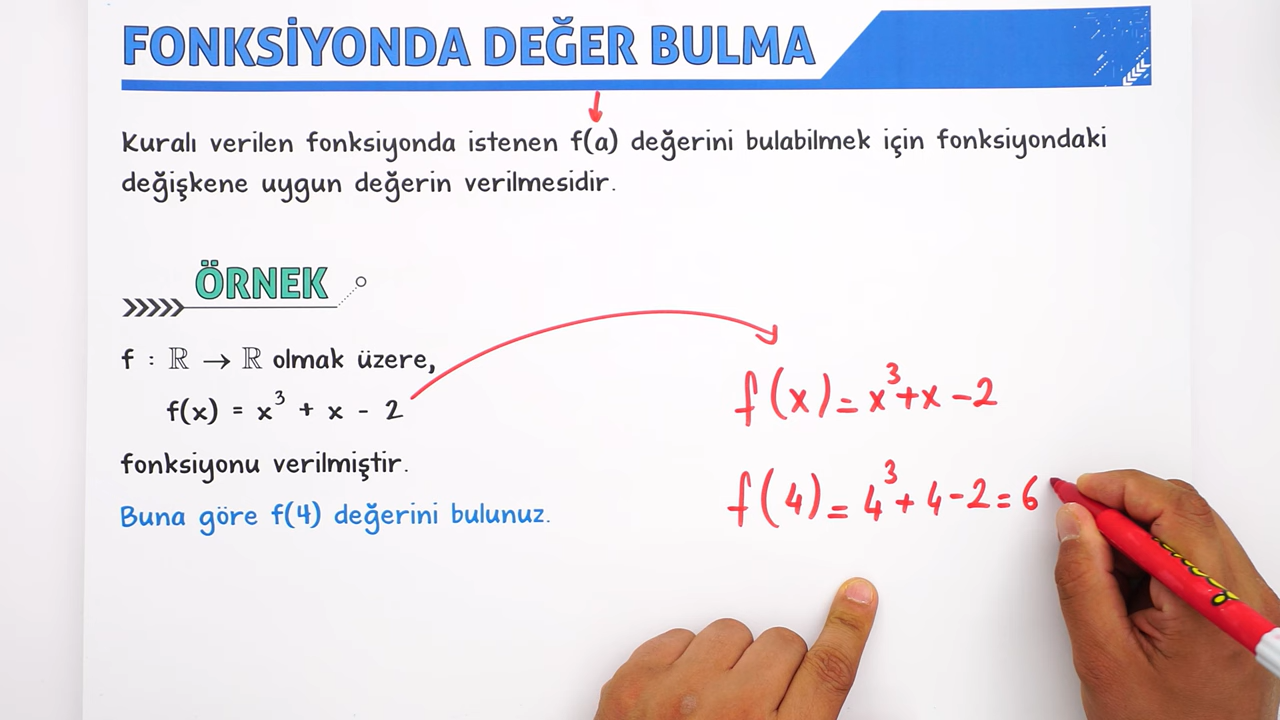 FONKSİYONDA DEĞER BULMA
Kuralı verilen fonksiyonda istenen f(a) değerini bulabilmek için fonksiyondaki
değişkene uygun değerin verilmesidir.
ÖRNEK
f : ℝ → ℝ olmak üzere,
f(x) = x³ + x - 2
fonksiyonu verilmiştir.
Buna göre f(4) değerini bulunuz.
f(x) = x³ + x - 2
f(4) = 4³ + 4 - 2 = 6